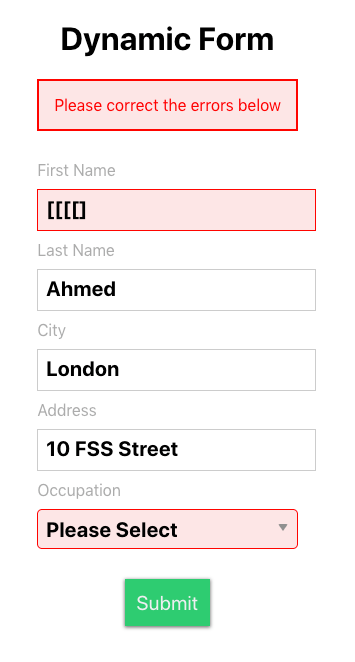 Dynamic Form
Please correct the errors below
First Name
[[[[]
Last Name
Ahmed
City
London
Address
10 FSS Street
Occupation
Please Select
Submit